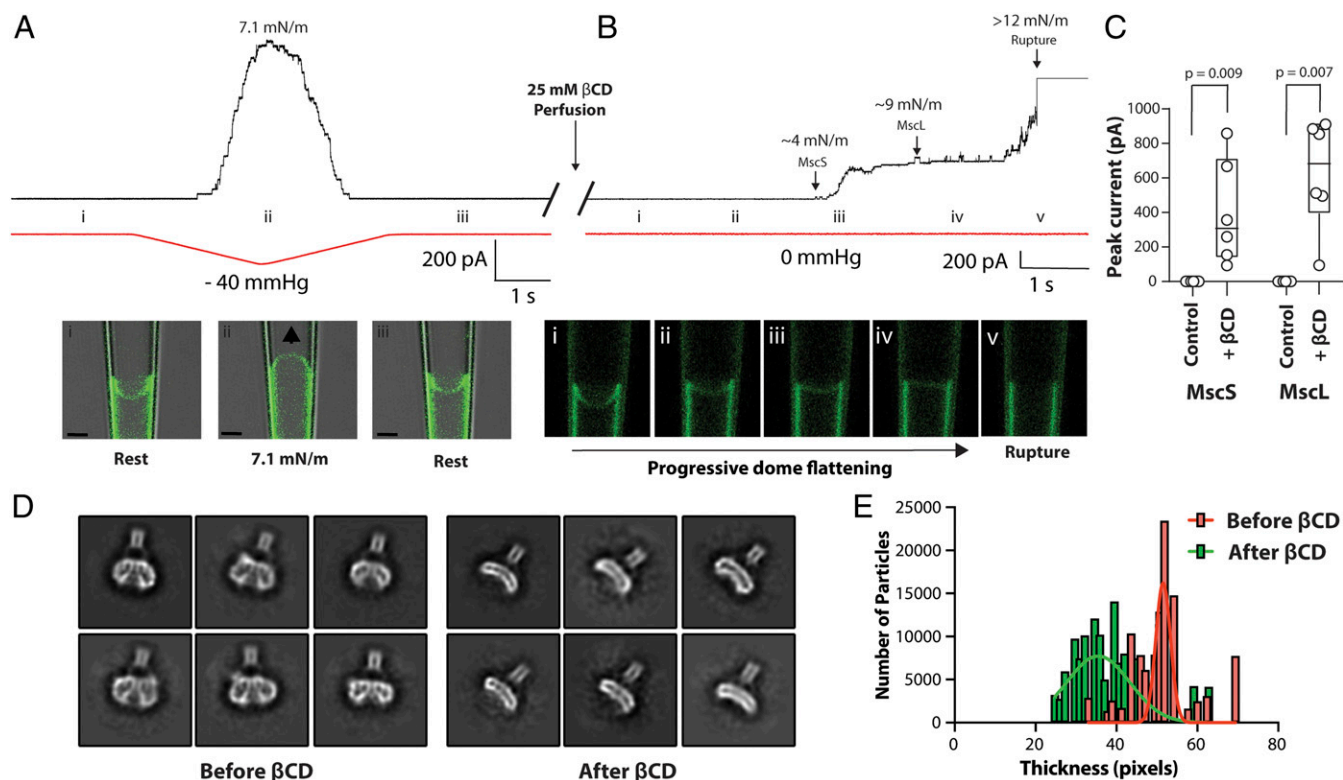 A
7.1 mN/m
25 mM βCD
Perfusion
i
ii
iii
- 40 mmHg
200 pA
1 s
i
ii
iii
Rest
7.1 mN/m
Rest
B
>12 mN/m
Rupture
~9 mN/m
MscL
~4 mN/m
MscS
i
ii
iii
iv
v
0 mmHg
200 pA
1 s
i
ii
iii
iv
v
Progressive dome flattening
Rupture
C
p = 0.009
p = 0.007
Peak current (pA)
1000
800
600
400
200
0
Control
+ βCD
Control
+ βCD
MscS
MscL
D
Before βCD
After βCD
E
Number of Particles
25000
20000
15000
10000
5000
0
0
20
40
60
80
Thickness (pixels)
Before βCD
After βCD